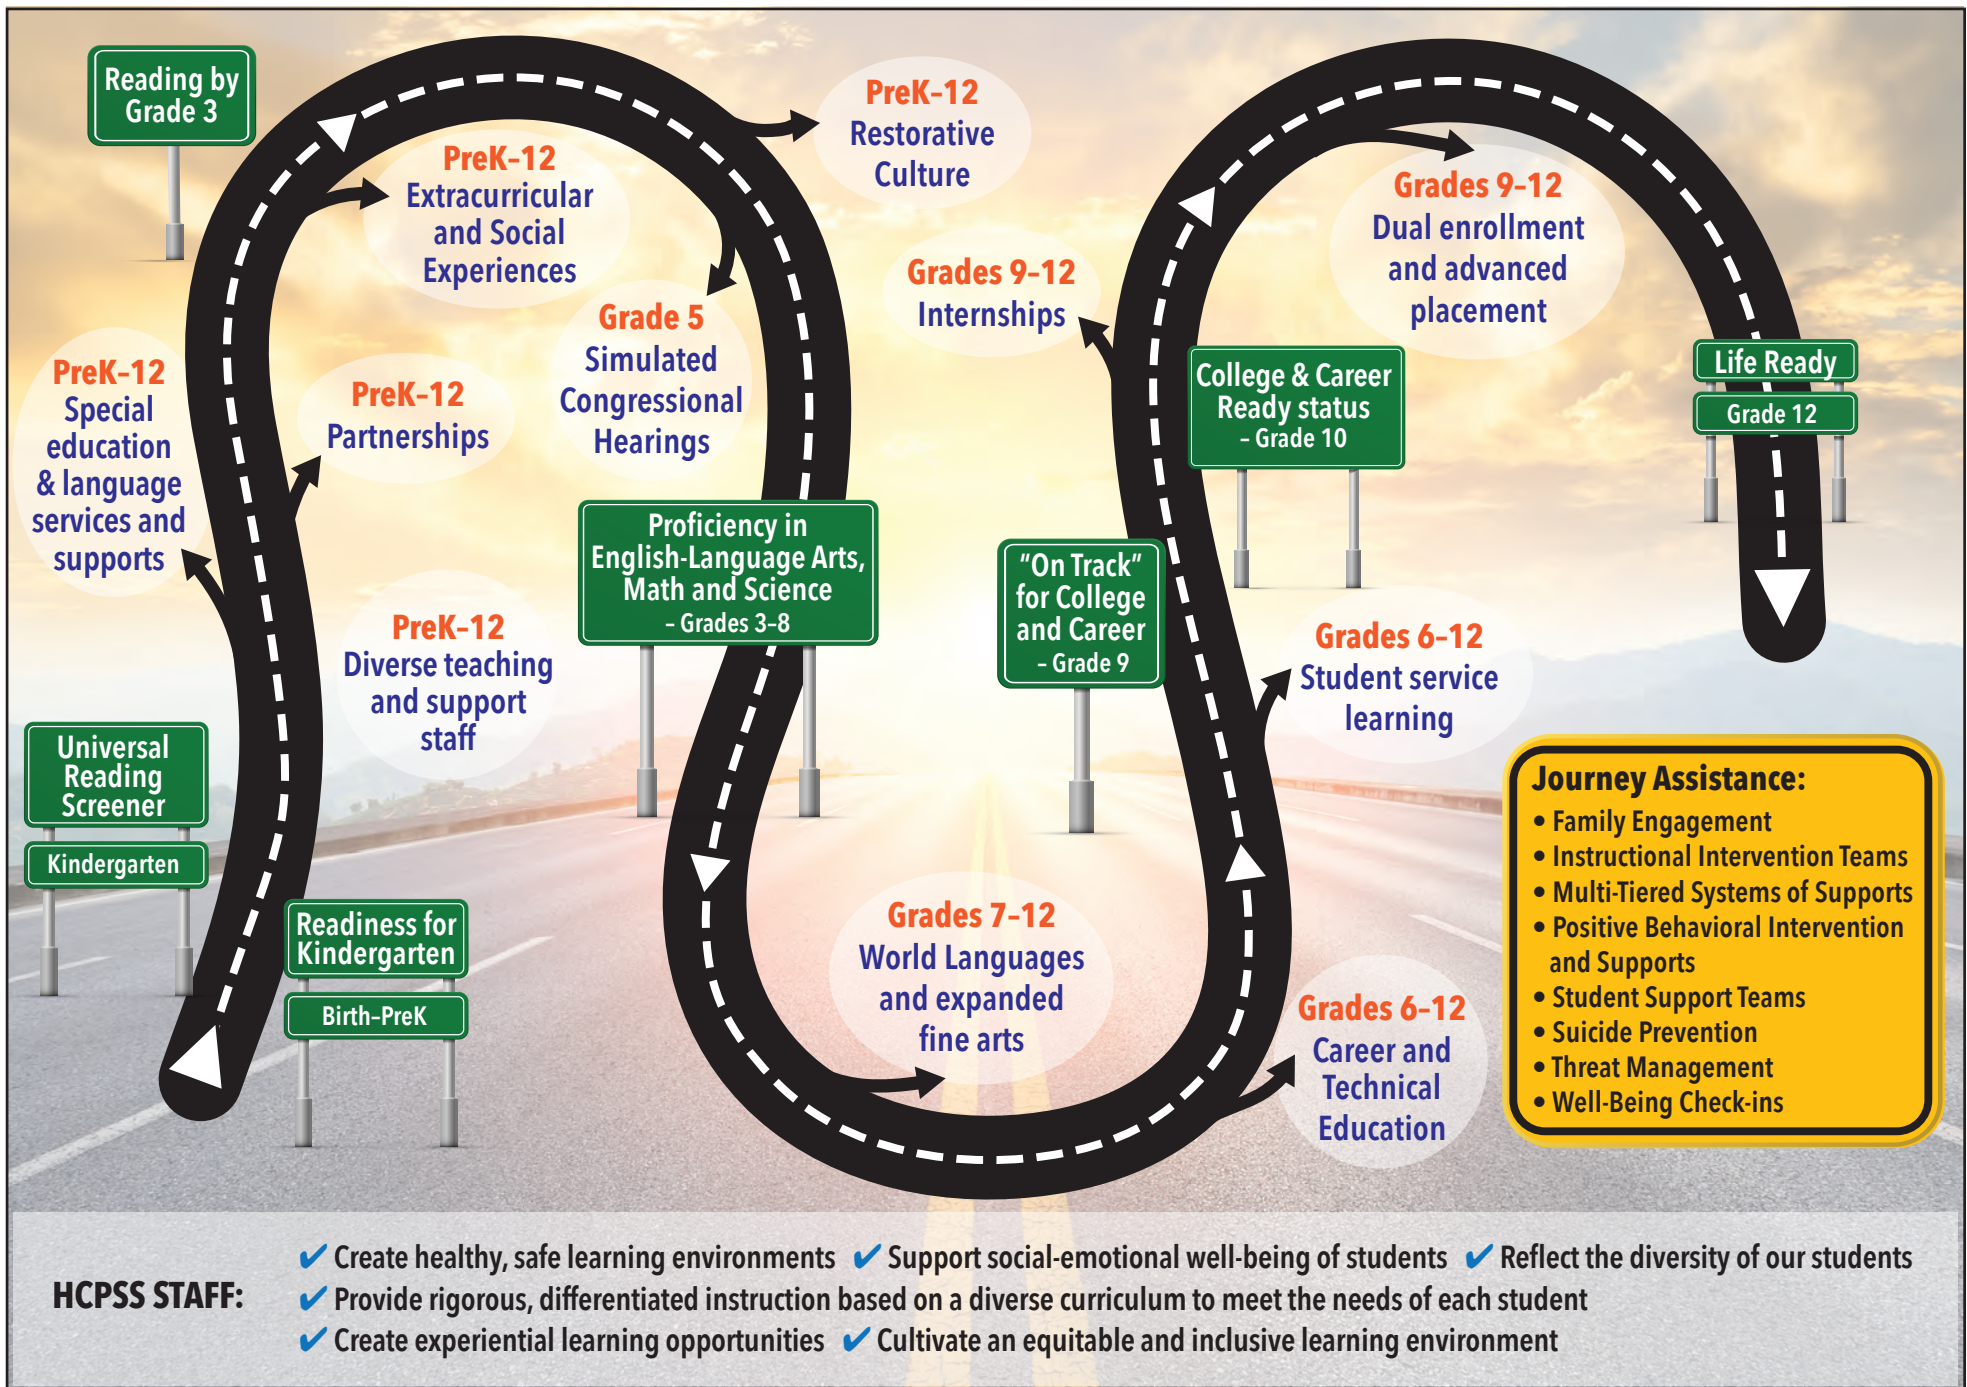 Reading by
Grade 3
PreK–12
Extracurricular
and Social
Experiences
PreK–12
Restorative
Culture
Grade 5
Simulated
Congressional
Hearings
PreK–12
Special
education
& language
services and
supports
PreK–12
Partnerships
PreK–12
Diverse teaching
and support
staff
Universal
Reading
Screener
Kindergarten
Readiness for
Kindergarten
Birth–PreK
Proficiency in
English-Language Arts,
Math and Science
– Grades 3–8
Grades 7–12
World Languages
and expanded
fine arts
Grades 6–12
Career and
Technical
Education
Grades 6–12
Student service
learning
“On Track”
for College
and Career
– Grade 9
College & Career
Ready status
– Grade 10
Grades 9–12
Internships
Grades 9–12
Dual enrollment
and advanced
placement
Life Ready
Grade 12
Journey Assistance:
• Family Engagement
• Instructional Intervention Teams
• Multi-Tiered Systems of Supports
• Positive Behavioral Intervention
and Supports
• Student Support Teams
• Suicide Prevention
• Threat Management
• Well-Being Check-ins
HCPSS STAFF:
✔ Create healthy, safe learning environments ✔ Support social-emotional well-being of students ✔ Reflect the diversity of our students
✔ Provide rigorous, differentiated instruction based on a diverse curriculum to meet the needs of each student
✔ Create experiential learning opportunities ✔ Cultivate an equitable and inclusive learning environment